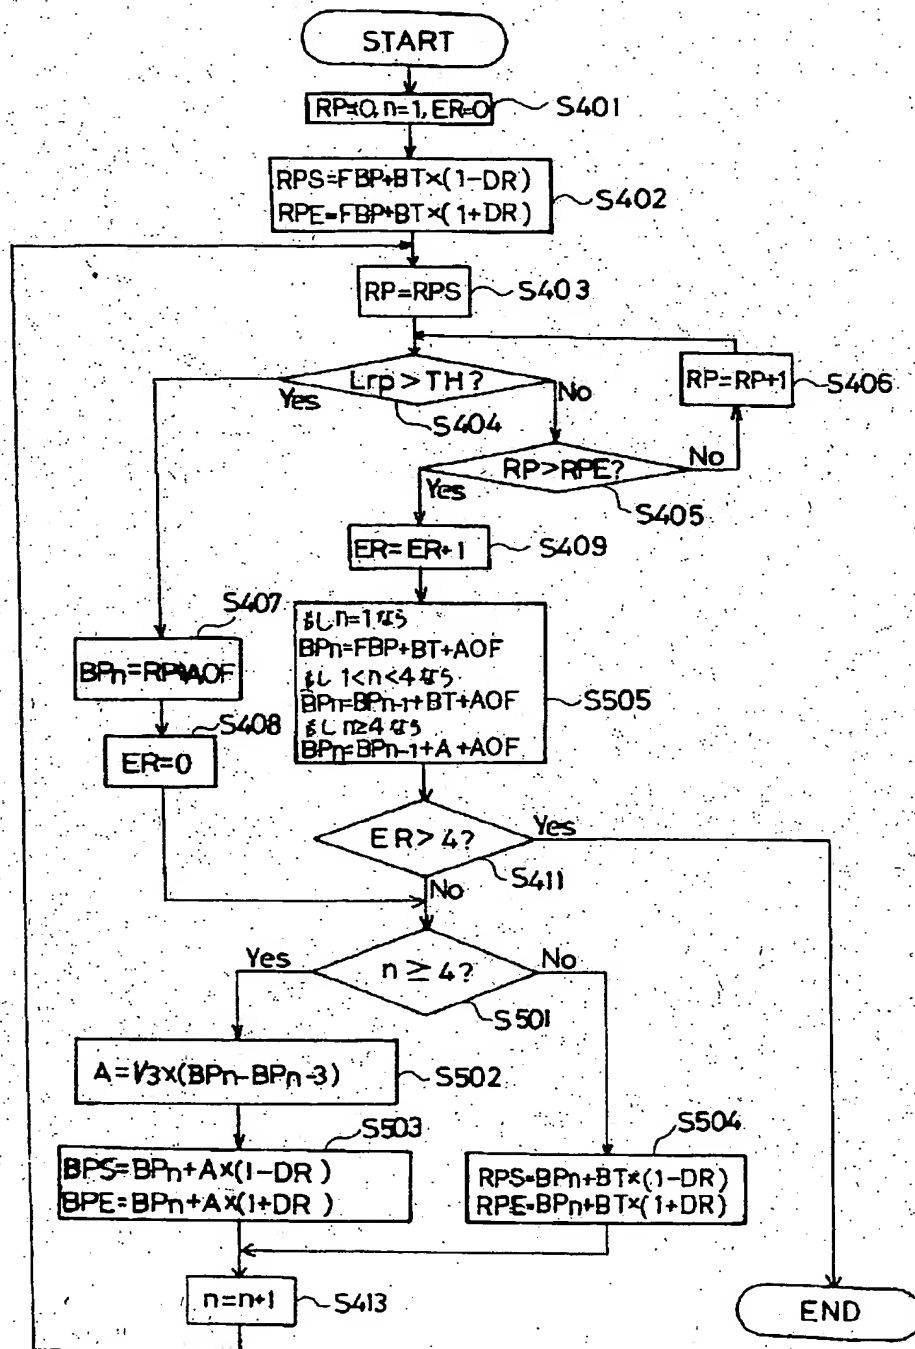 START
RP=0, n=1, ER=0
S401
RPS=FBP+BT×(1-DR)
RPE=FBP+BT×(1+DR)
S402
RP=RPS
S403
Lrp>TH?
Yes
No
S404
RP=RP+1
S406
RP>RPE?
No
Yes
S405
ER=ER+1
S409
S407
BPn=RP+AOF
S408
ER=0
もしn=1なら
BPn=FBP+BT+AOF
もし1<n<4なら
BPn=BPn-1+BT+AOF
もしn≥4なら
BPn=BPn-1+A+AOF
S505
ER>4?
Yes
S411
No
n≥4?
Yes
No
S501
A=1/3×(BPn-BPn-3)
S502
S503
BPS=BPn+A×(1-DR)
BPE=BPn+A×(1+DR)
S504
RPS=BPn+BT×(1-DR)
RPE=BPn+BT×(1+DR)
n=n+1
S413
END